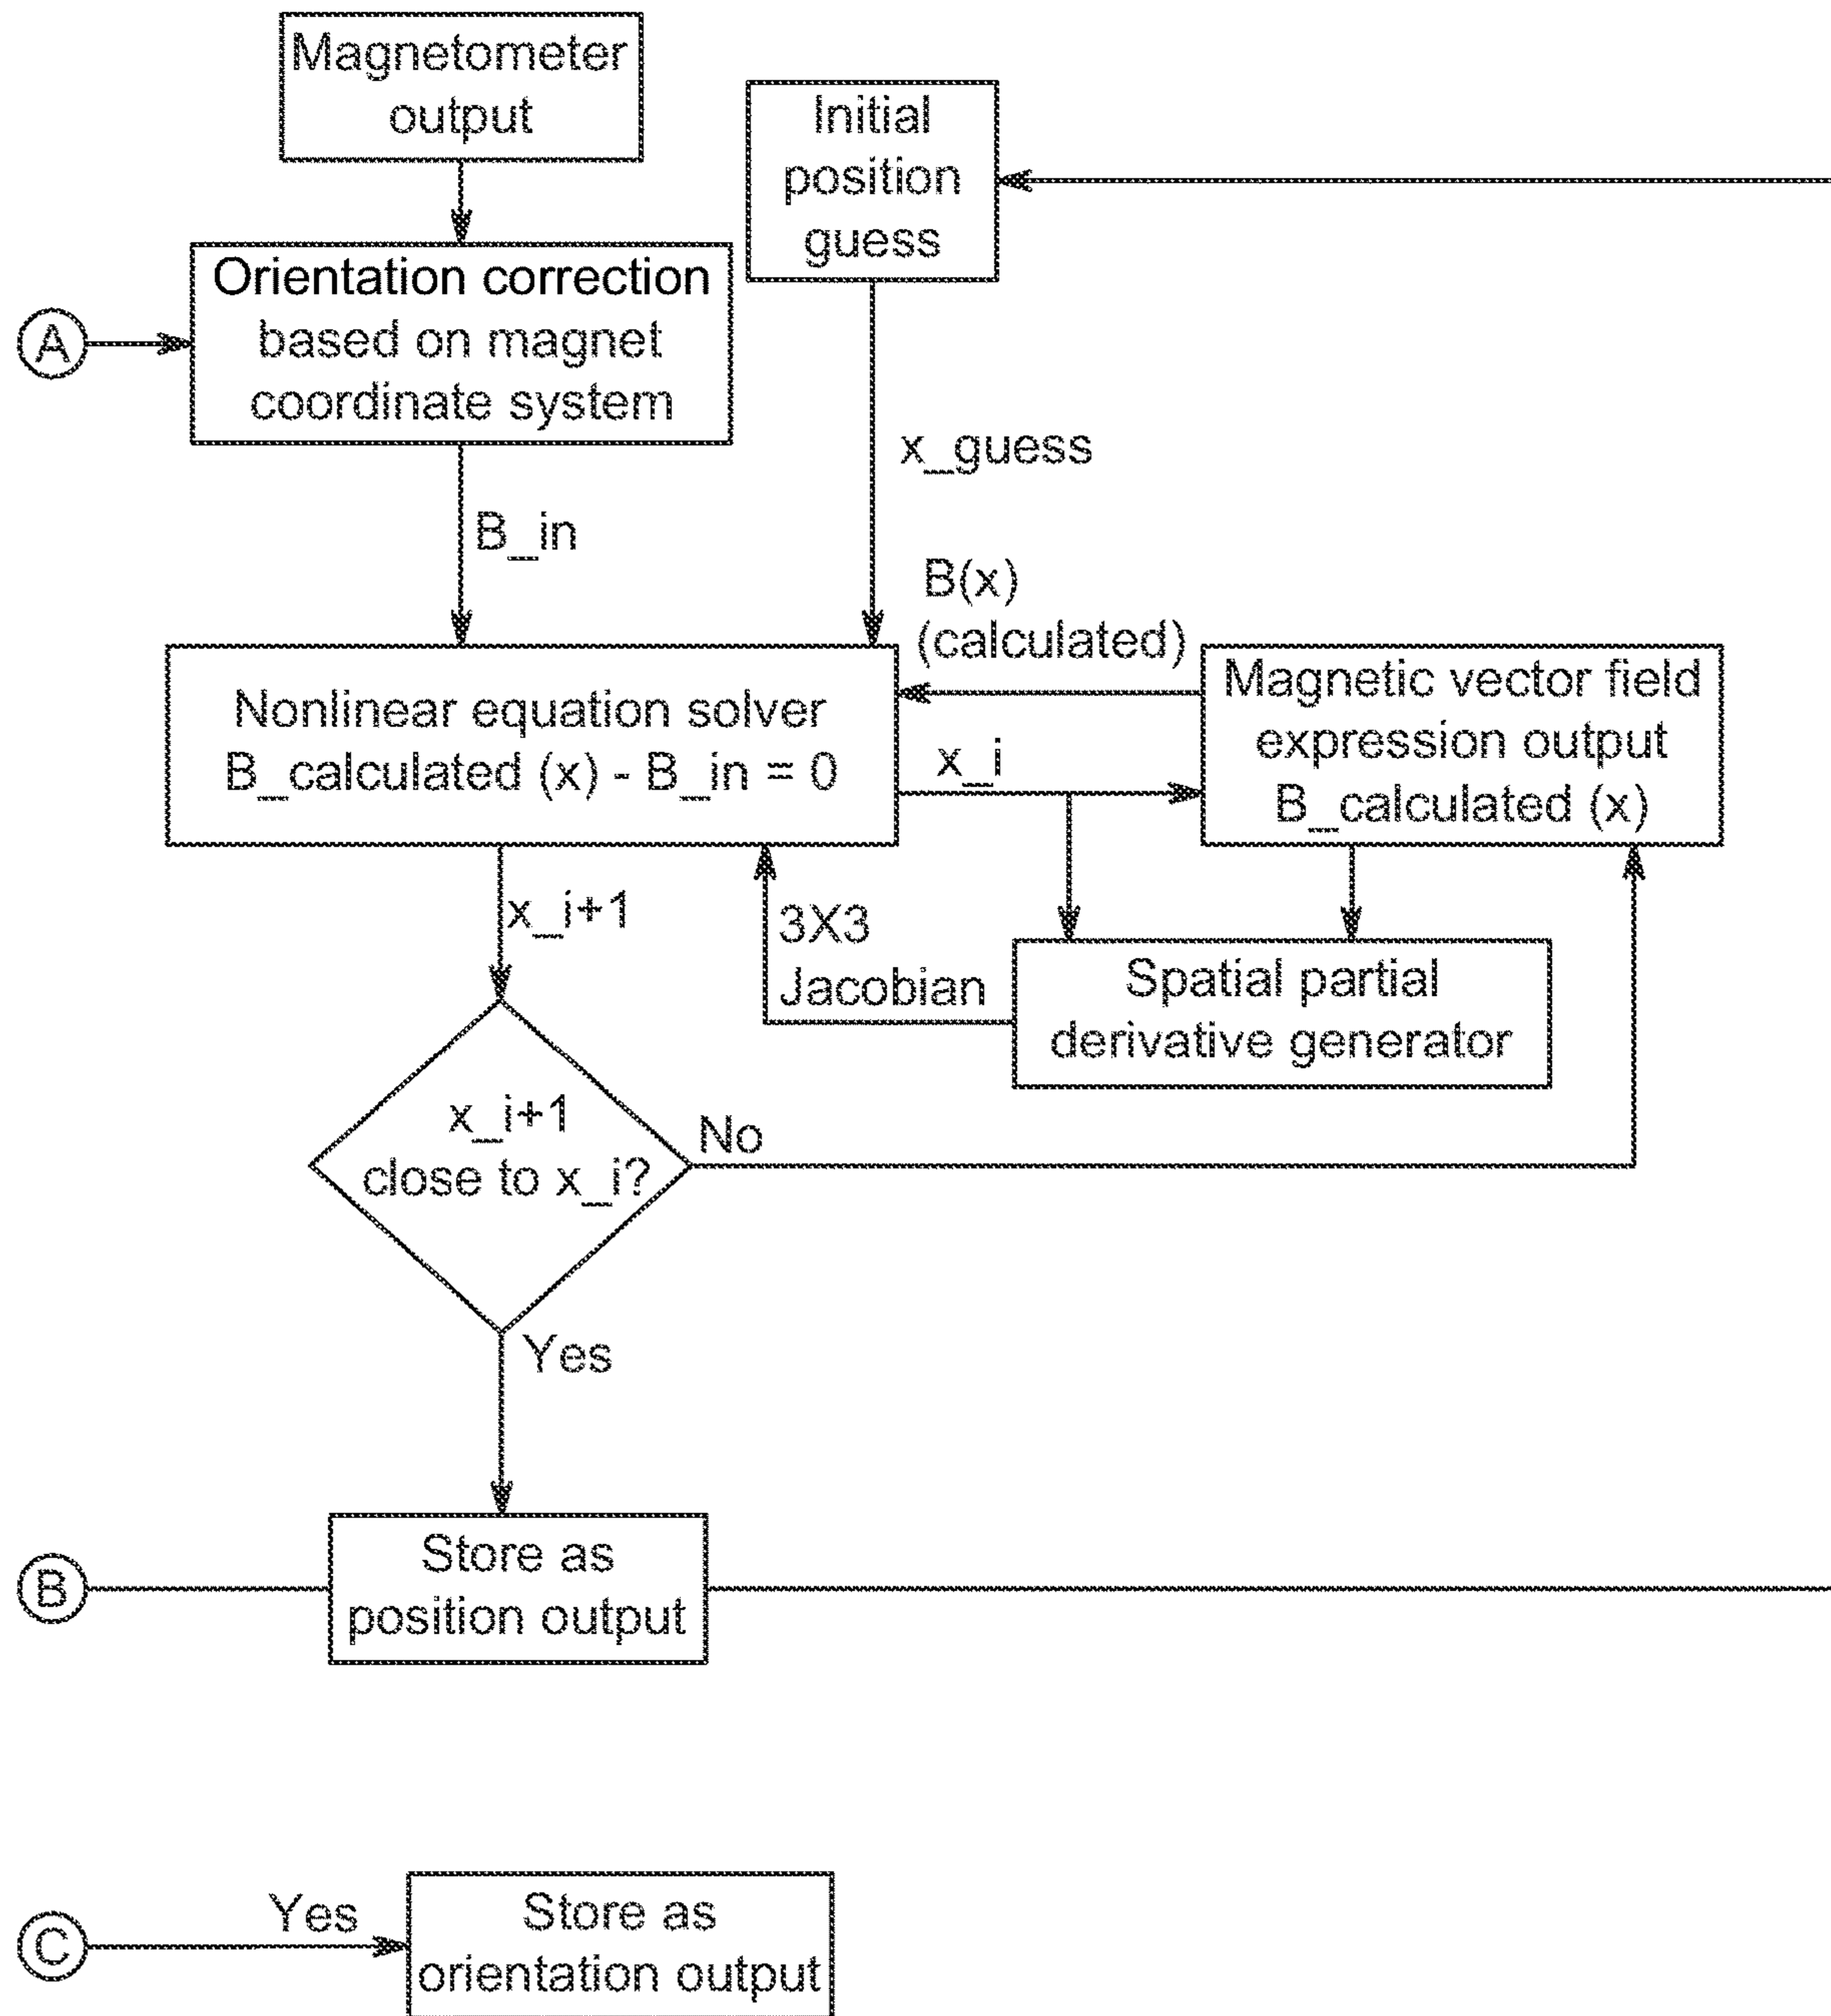 Magnetometer
output
Initial
position
guess
Orientation correction
based on magnet
coordinate system
A
x_guess
B_in
B(x)
(calculated)
Nonlinear equation solver
B_calculated (x) - B_in = 0
x_i
Magnetic vector field
expression output
B_calculated (x)
x_i+1
3X3
Jacobian
Spatial partial
derivative generator
x_i+1
close to x_i?
No
Yes
B
Store as
position output
C
Yes
Store as
orientation output